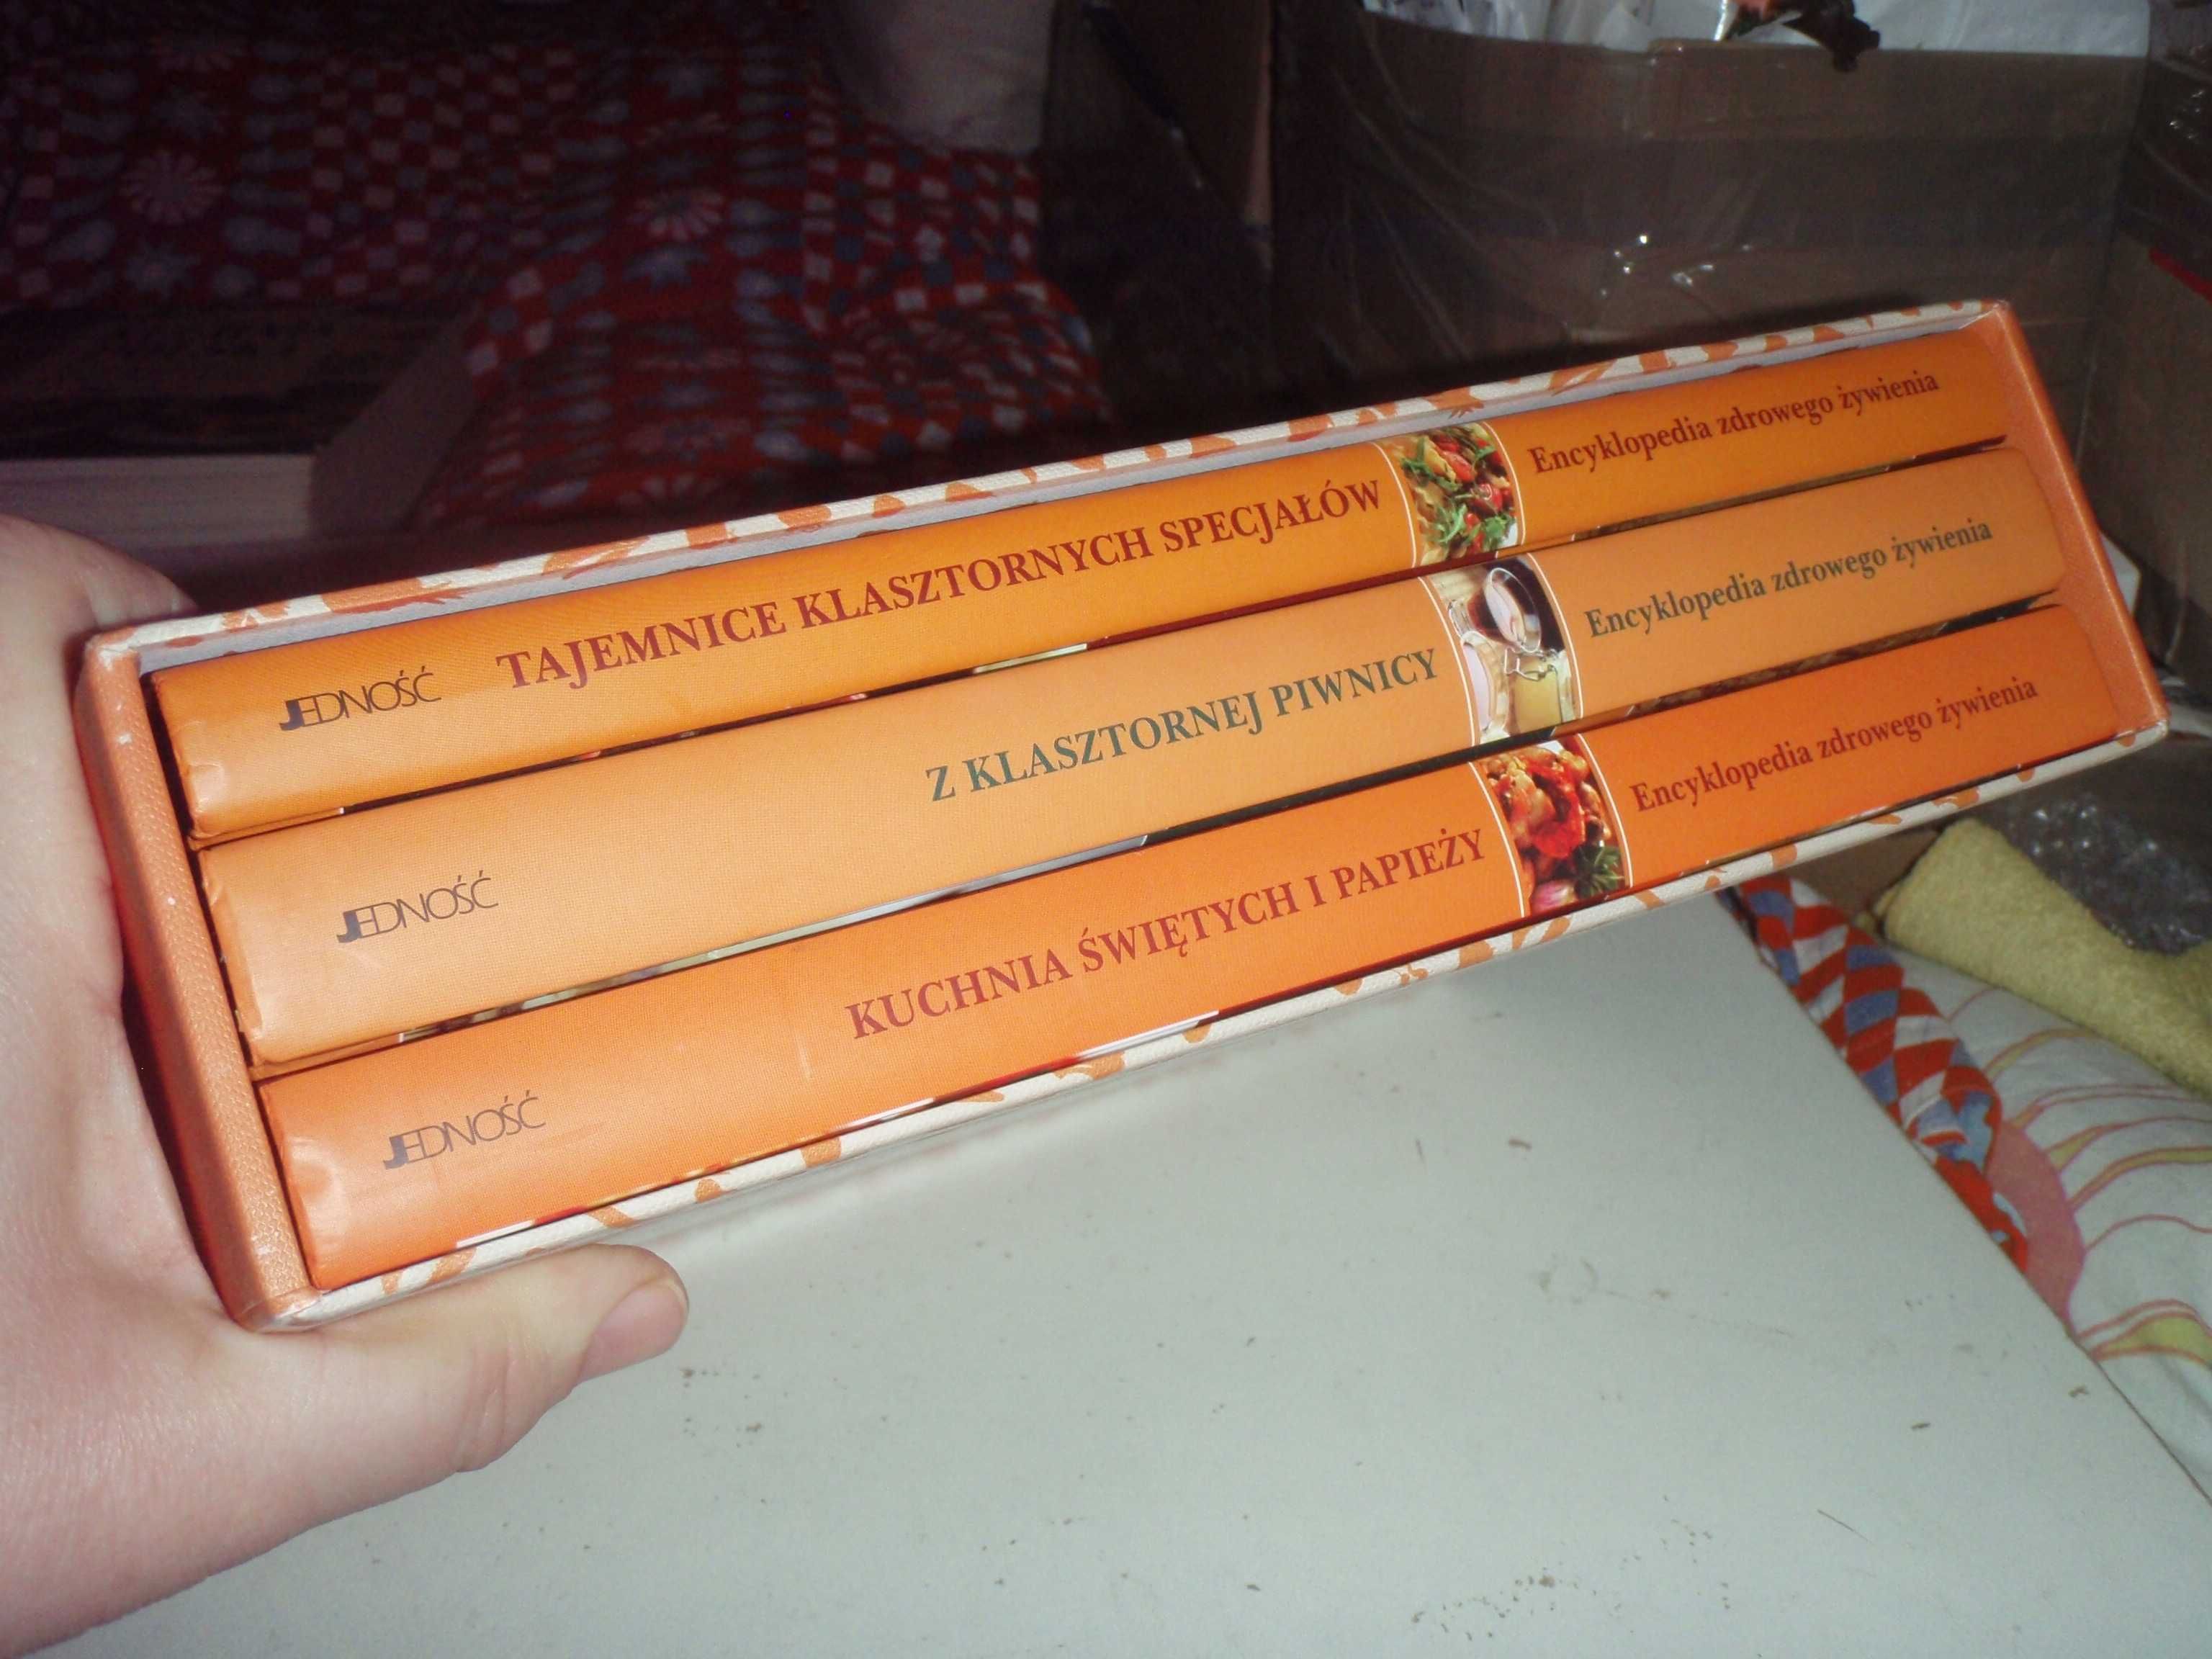 JEDNOŚĆ TAJEMNICE KLASZTORNYCH SPECJAŁÓW Encyklopedia zdrowego żywienia
JEDNOŚĆ Z KLASZTORNEJ PIWNICY Encyklopedia zdrowego żywienia
JEDNOŚĆ KUCHNIA ŚWIĘTYCH I PAPIEŻY Encyklopedia zdrowego żywienia